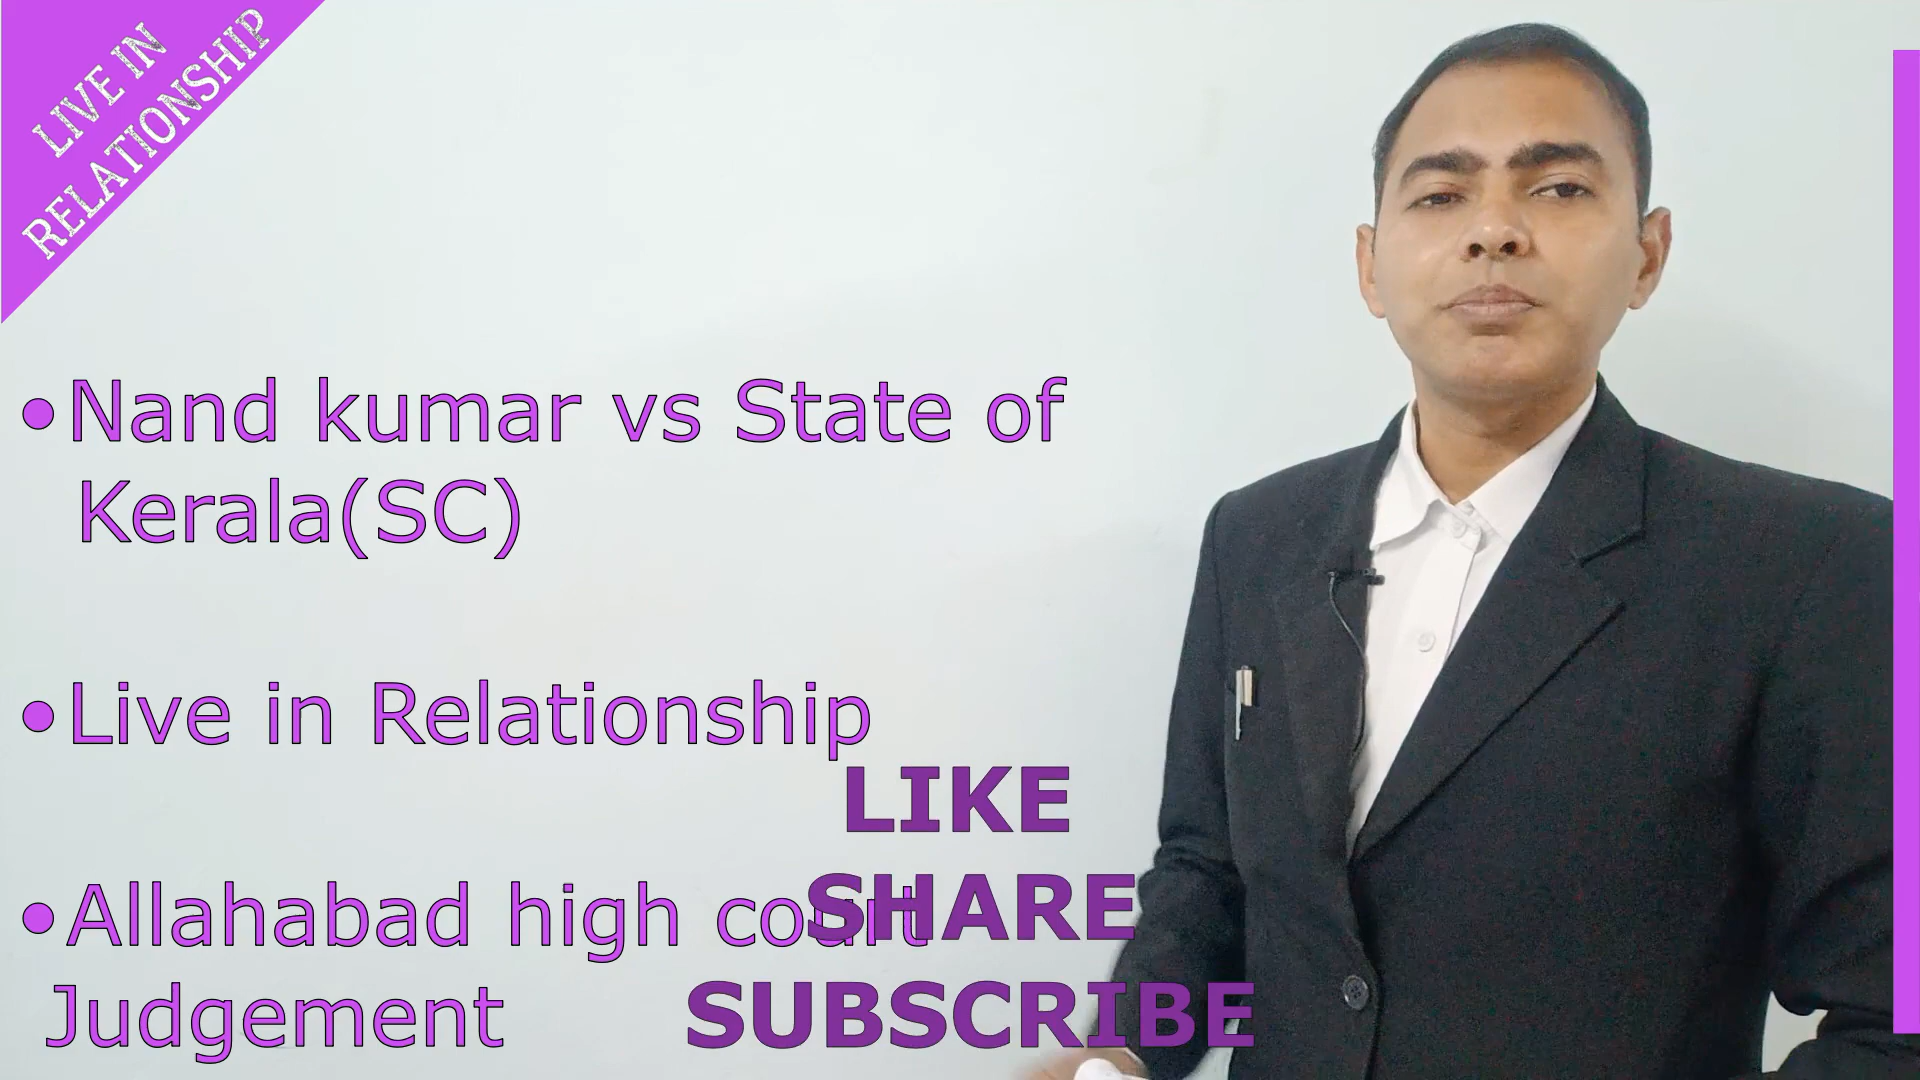 LIVE IN
RELATIONSHIP
•Nand kumar vs State of
Kerala(SC)
•Live in Relationship
•Allahabad high court
Judgement
LIKE
SHARE
SUBSCRIBE